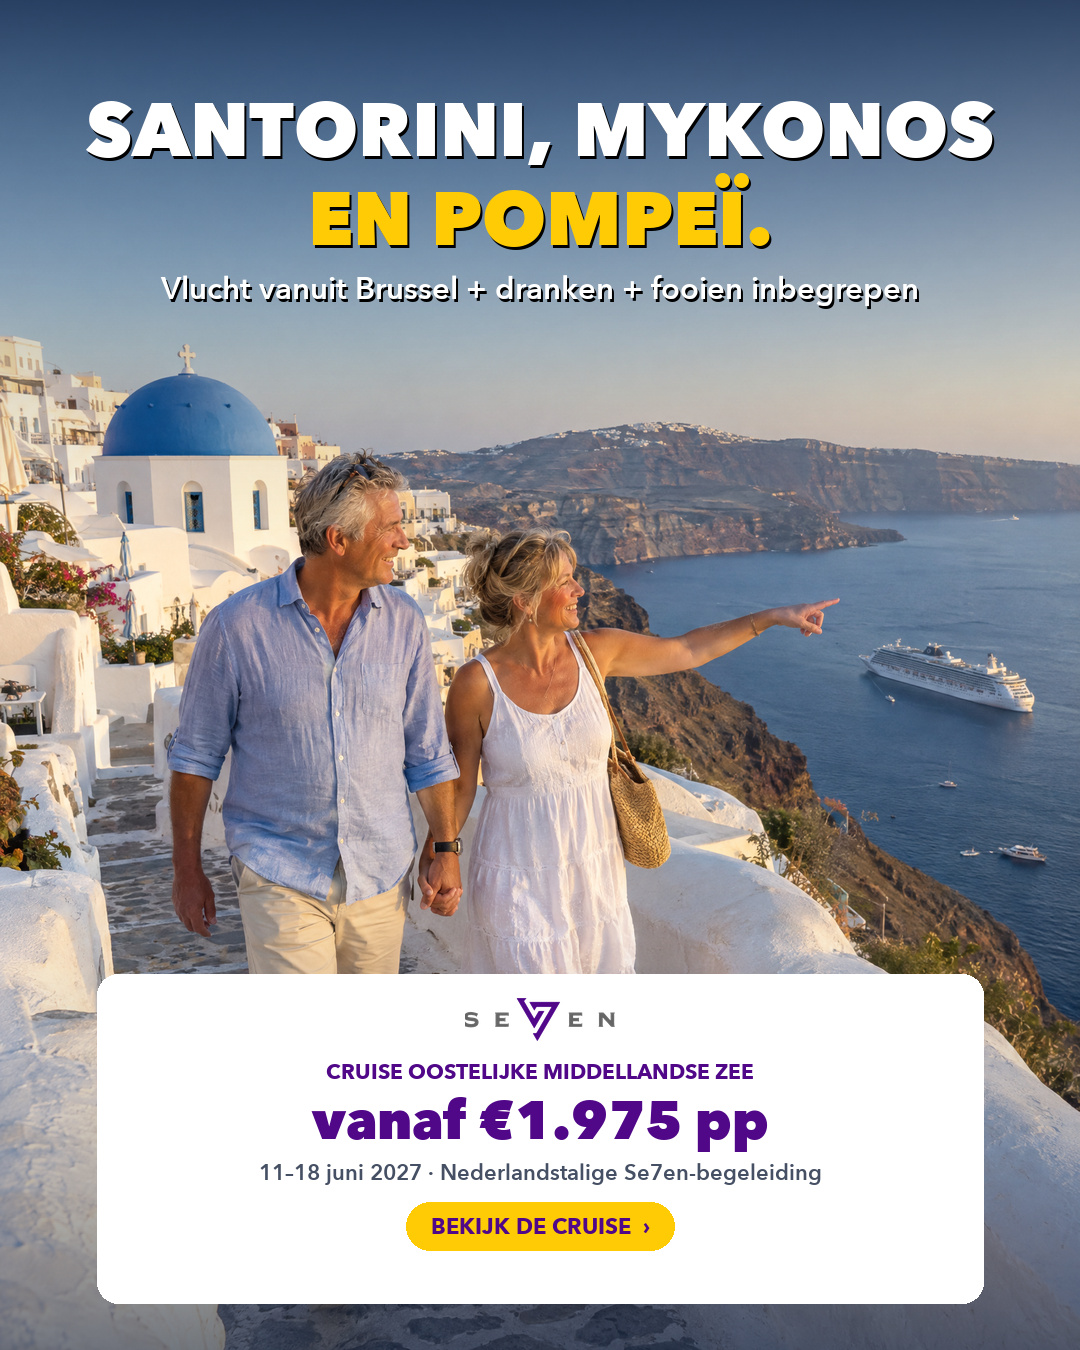 SANTORINI, MYKONOS
EN POMPEÏ.
Vlucht vanuit Brussel + dranken + fooien inbegrepen
SE7EN
CRUISE OOSTELIJKE MIDDELLANDSE ZEE
vanaf €1.975 pp
11–18 juni 2027 · Nederlandstalige Se7en-begeleiding
BEKIJK DE CRUISE ›